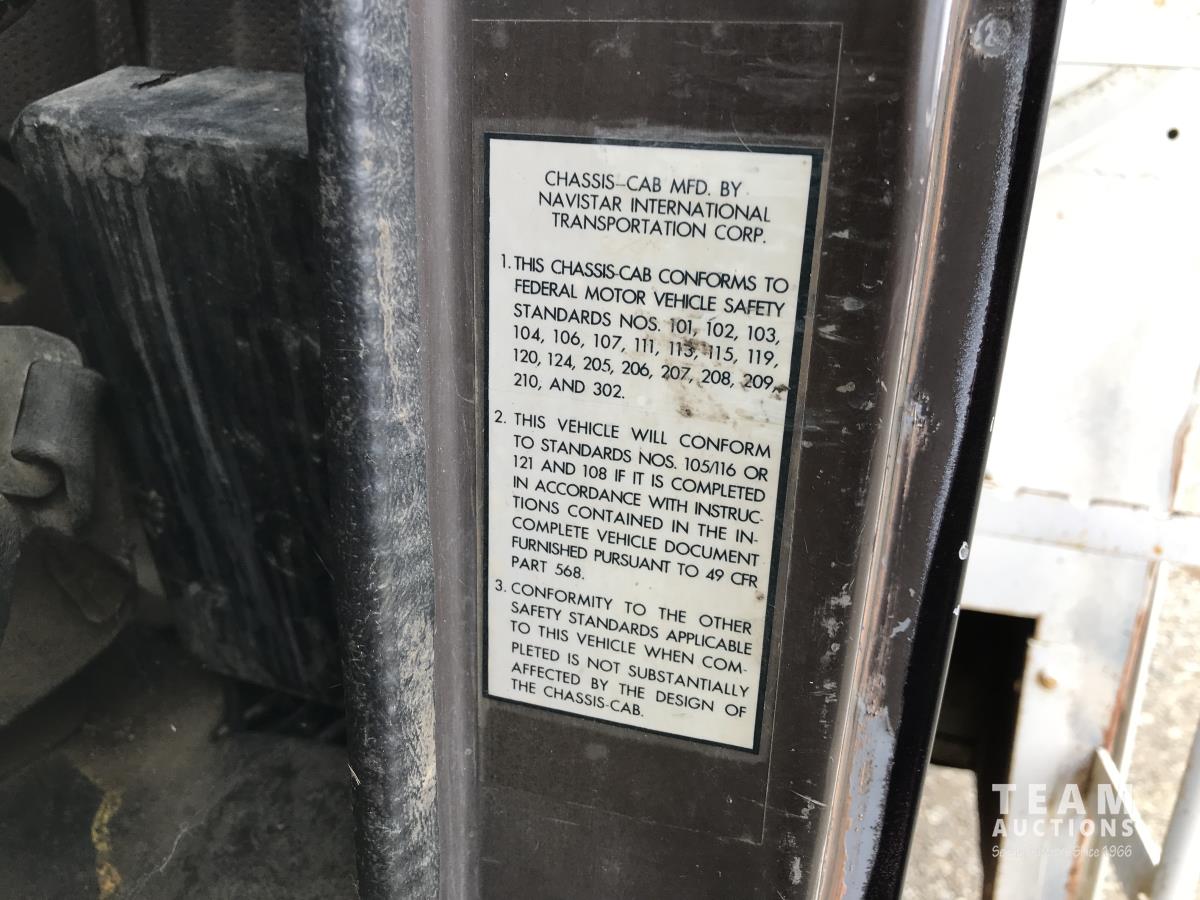 CHASSIS-CAB MFD. BY
NAVISTAR INTERNATIONAL
TRANSPORTATION CORP.
1. THIS CHASSIS-CAB CONFORMS TO
FEDERAL MOTOR VEHICLE SAFETY
STANDARDS NOS. 101, 102, 103,
104, 106, 107, 111, 113, 115, 119,
120, 124, 205, 206, 207, 208, 209,
210, AND 302.
2. THIS VEHICLE WILL CONFORM
TO STANDARDS NOS. 105/116 OR
121 AND 108 IF IT IS COMPLETED
IN ACCORDANCE WITH INSTRUC-
TIONS CONTAINED IN THE IN-
COMPLETE VEHICLE DOCUMENT
FURNISHED PURSUANT TO 49 CFR
PART 568.
3. CONFORMITY TO THE OTHER
SAFETY STANDARDS APPLICABLE
TO THIS VEHICLE WHEN COM-
PLETED IS NOT SUBSTANTIALLY
AFFECTED BY THE DESIGN OF
THE CHASSIS-CAB.
TEAM
AUCTIONS
Since 1966